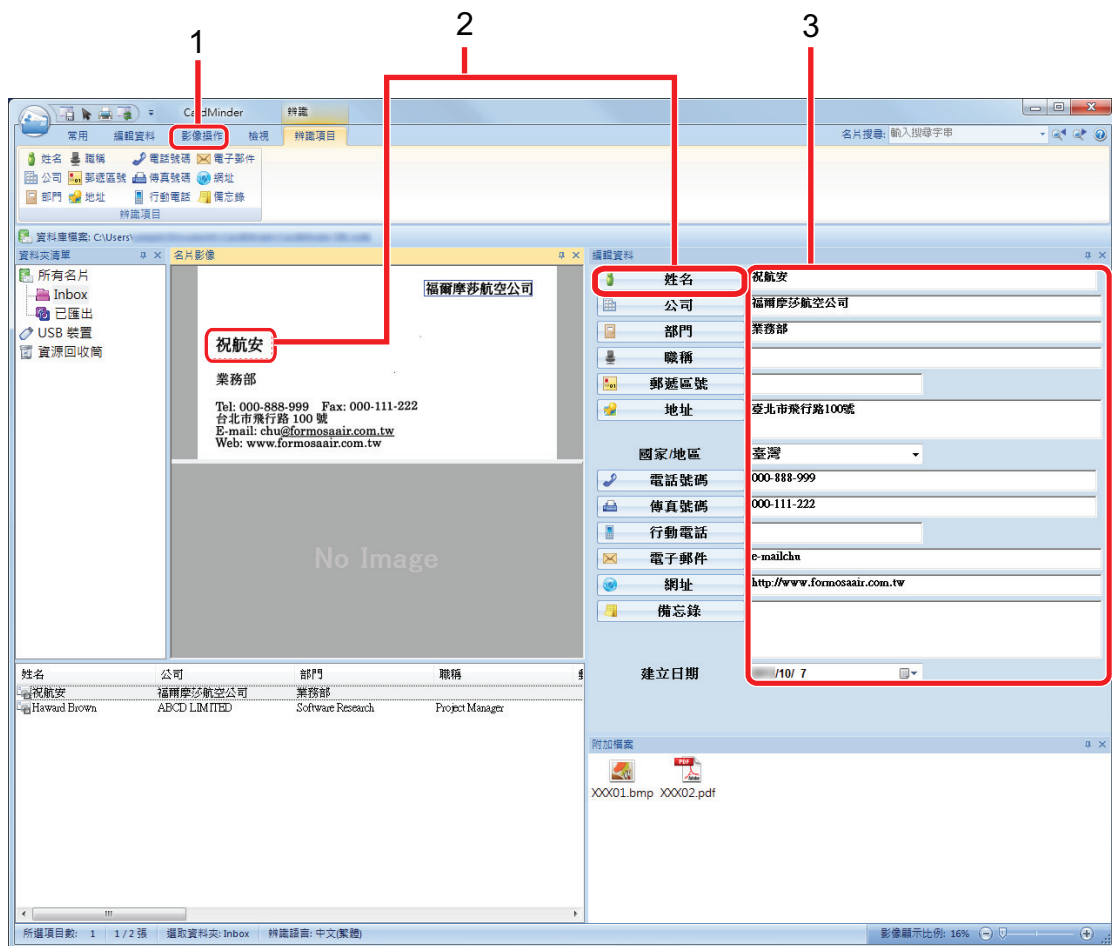 1 2 3
CardMinder 辨識
常用 編輯資料 影像操作 檢視 辨識項目 名片搜尋: 輸入搜尋字串
姓名 職稱 電話號碼 電子郵件
公司 郵遞區號 傳真號碼 網址
部門 地址 行動電話 備忘錄
辨識項目
資料庫檔案: C:\Users\
資料夾清單 名片影像 編輯資料
所有名片
Inbox
已匯出
USB 裝置
資源回收筒
福爾摩莎航空公司
祝航安
業務部
Tel: 000-888-999 Fax: 000-111-222
台北市飛行路 100 號
E-mail: chu@formosaair.com.tw
Web: www.formosaair.com.tw
No Image
姓名 祝航安
公司 福爾摩莎航空公司
部門 業務部
職稱
郵遞區號
地址 臺北市飛行路100號
國家/地區 臺灣
電話號碼 000-888-999
傳真號碼 000-111-222
行動電話
電子郵件 e-mailchu
網址 http://www.formosaair.com.tw
備忘錄
建立日期 /10/ 7
姓名 公司 部門 職稱
祝航安 福爾摩莎航空公司 業務部
Haward Brown ABCD LIMITED Software Research Project Manager
附加檔案
XXX01.bmp XXX02.pdf
所選項目數: 1 1 / 2 張 選取資料夾: Inbox 辨識語言: 中文(繁體) 影像顯示比例: 16%